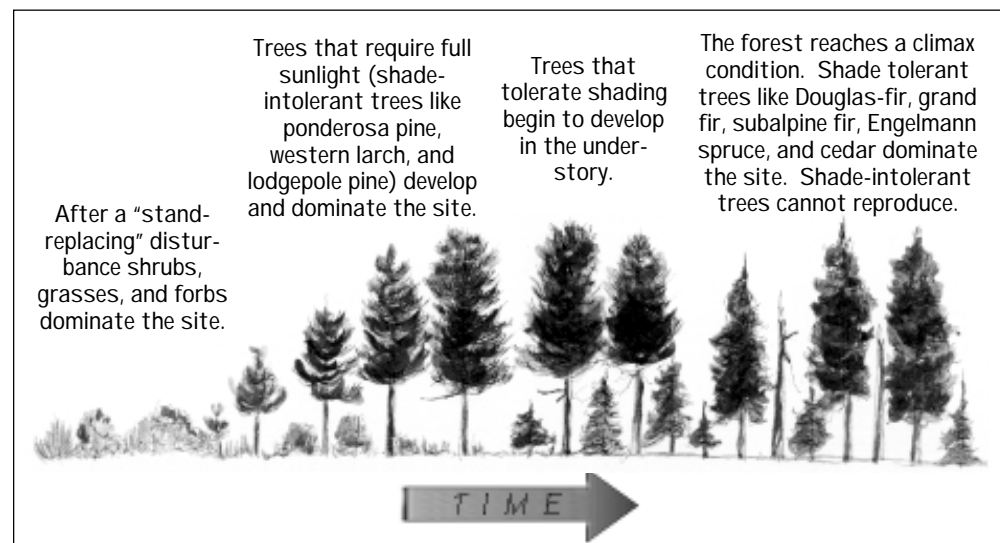 After a “stand-
replacing” distur-
bance shrubs,
grasses, and forbs
dominate the site.
Trees that require full
sunlight (shade-
intolerant trees like
ponderosa pine,
western larch, and
lodgepole pine) develop
and dominate the site.
Trees that
tolerate shading
begin to develop
in the under-
story.
The forest reaches a climax
condition.  Shade tolerant
trees like Douglas-fir, grand
fir, subalpine fir, Engelmann
spruce, and cedar dominate
the site.  Shade-intolerant
trees cannot reproduce.
TIME